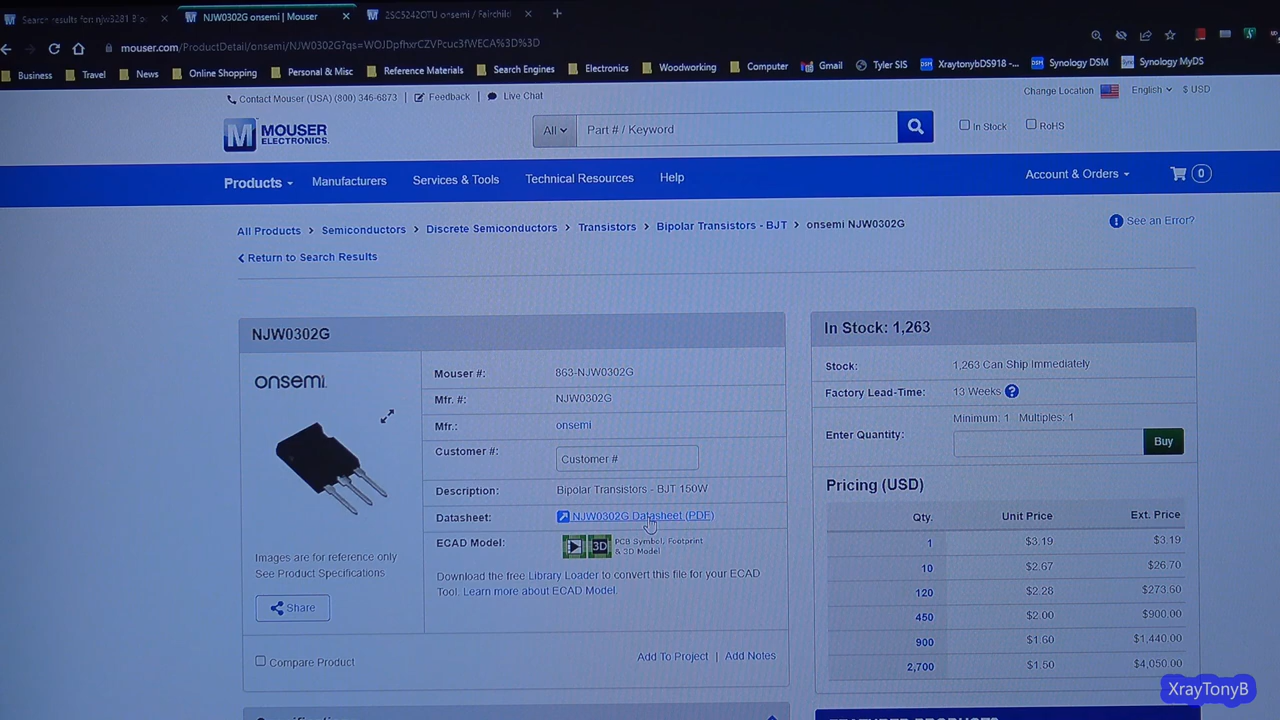 Search results for: njw3281
NJW0302G onsemi | Mouser
2SC5242OTU onsemi / Fairchild
mouser.com/ProductDetail/onsemi/NJW0302G?qs=WOJDpfhxrCZVPcuc3fWECA%3D%3D
Business Travel News Online Shopping Personal & Misc Reference Materials Search Engines Electronics Woodworking Computer Gmail Tyler SIS XraytonybDS918 -... Synology DSM Synology MyDS
Contact Mouser (USA) (800) 346-6873 | Feedback | Live Chat
Change Location English $ USD
MOUSER
ELECTRONICS
All Part # / Keyword
In Stock RoHS
Products Manufacturers Services & Tools Technical Resources Help
Account & Orders 0
All Products > Semiconductors > Discrete Semiconductors > Transistors > Bipolar Transistors - BJT > onsemi NJW0302G
See an Error?
Return to Search Results
NJW0302G
onsemi
Mouser #: 863-NJW0302G
Mfr. #: NJW0302G
Mfr.: onsemi
Customer #: Customer #
Description: Bipolar Transistors - BJT 150W
Datasheet: NJW0302G Datasheet (PDF)
ECAD Model: 3D PCB Symbol, Footprint
& 3D Model
Download the free Library Loader to convert this file for your ECAD
Tool. Learn more about ECAD Model.
Images are for reference only
See Product Specifications
Share
Compare Product
Add To Project | Add Notes
In Stock: 1,263
Stock: 1,263 Can Ship Immediately
Factory Lead-Time: 13 Weeks
Minimum: 1 Multiples: 1
Enter Quantity: Buy
Pricing (USD)
Qty. Unit Price Ext. Price
1 $3.19 $3.19
10 $2.67 $26.70
120 $2.28 $273.60
450 $2.00 $900.00
900 $1.60 $1,440.00
2,700 $1.50 $4,050.00
XrayTonyB